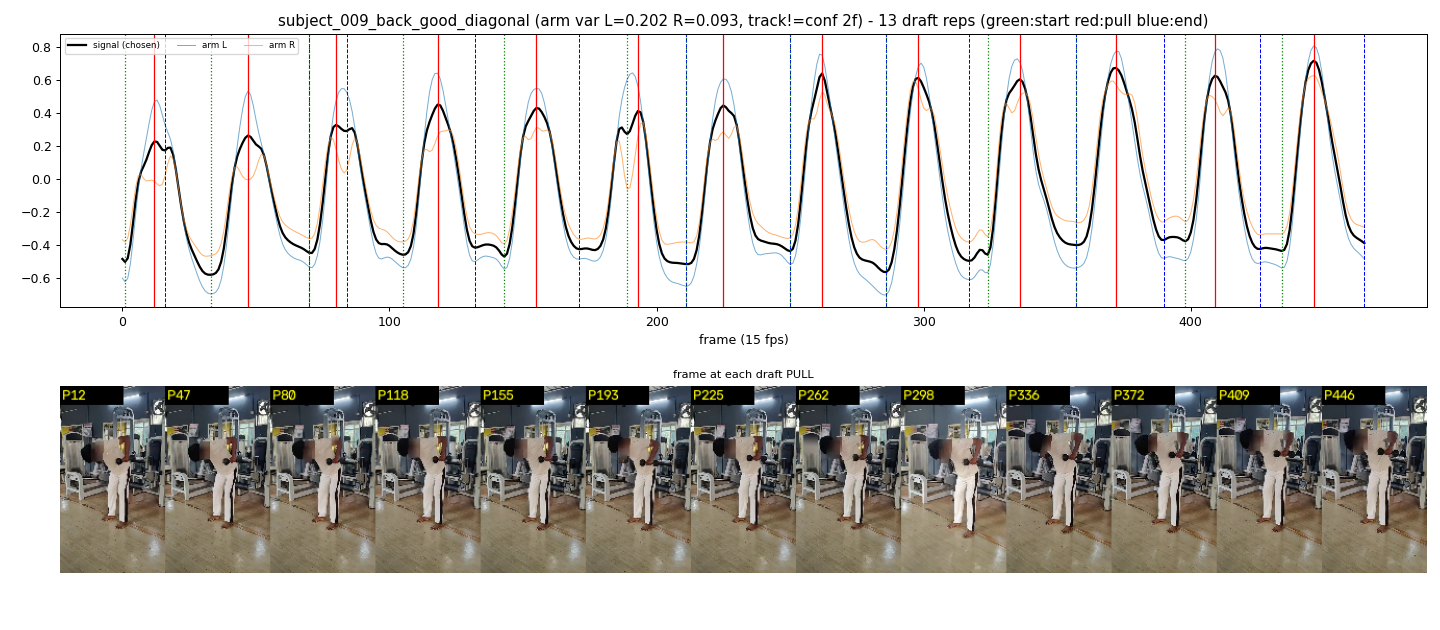 subject_009_back_good_diagonal (arm var L=0.202 R=0.093, track!=conf 2f) - 13 draft reps (green:start red:pull blue:end)
signal (chosen) arm L arm R
0.8
0.6
0.4
0.2
0.0
−0.2
−0.4
−0.6
0 100 200 300 400
frame (15 fps)
frame at each draft PULL
P12 P47 P80 P118 P155 P193 P225 P262 P298 P336 P372 P409 P446